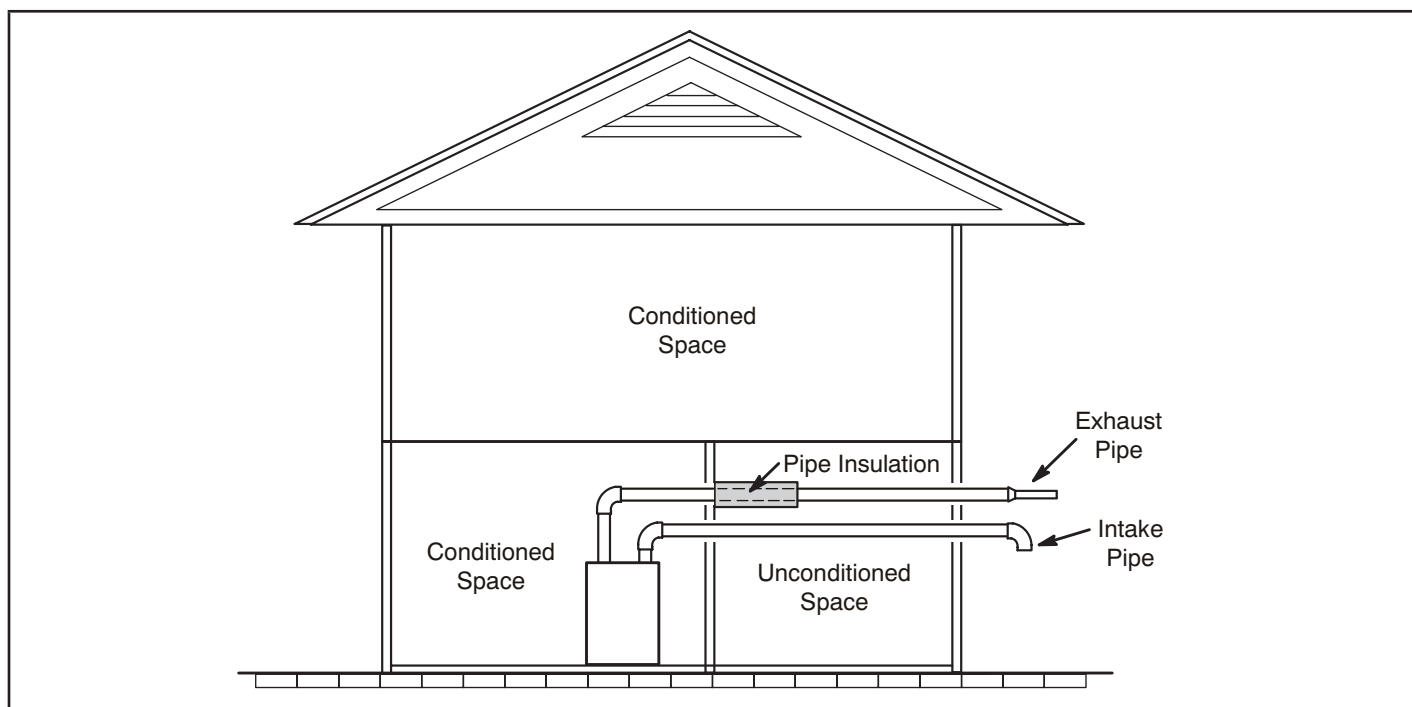 Conditioned
Space
Exhaust
Pipe
Pipe Insulation
Intake
Pipe
Conditioned
Space
Unconditioned
Space